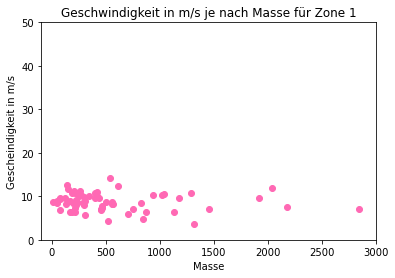 Geschwindigkeit in m/s je nach Masse für Zone 1
50
40
30
20
10
0
Gescheindigkeit in m/s
0 500 1000 1500 2000 2500 3000
Masse